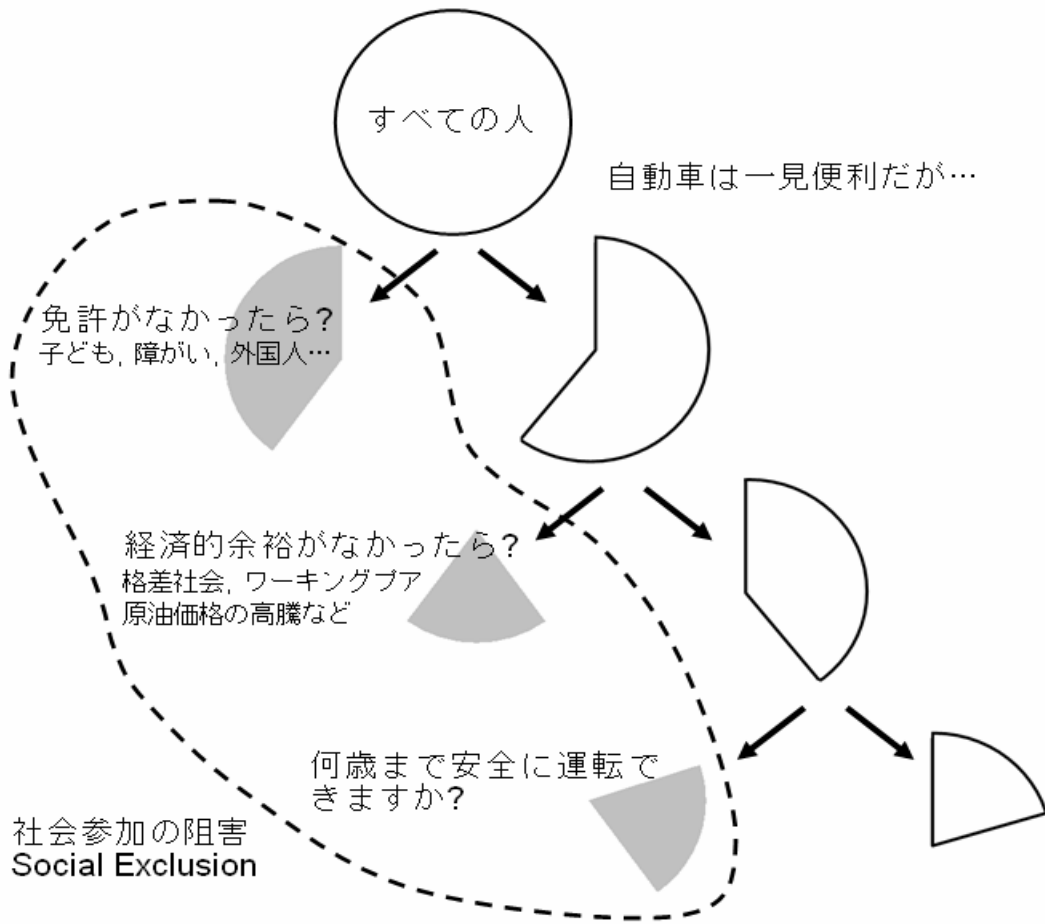 すべての人
自動車は一見便利だが…
免許がなかったら?
子ども, 障がい, 外国人…
経済的余裕がなかったら?
格差社会, ワーキングプア
原油価格の高騰など
何歳まで安全に運転で
きますか?
社会参加の阻害
Social Exclusion